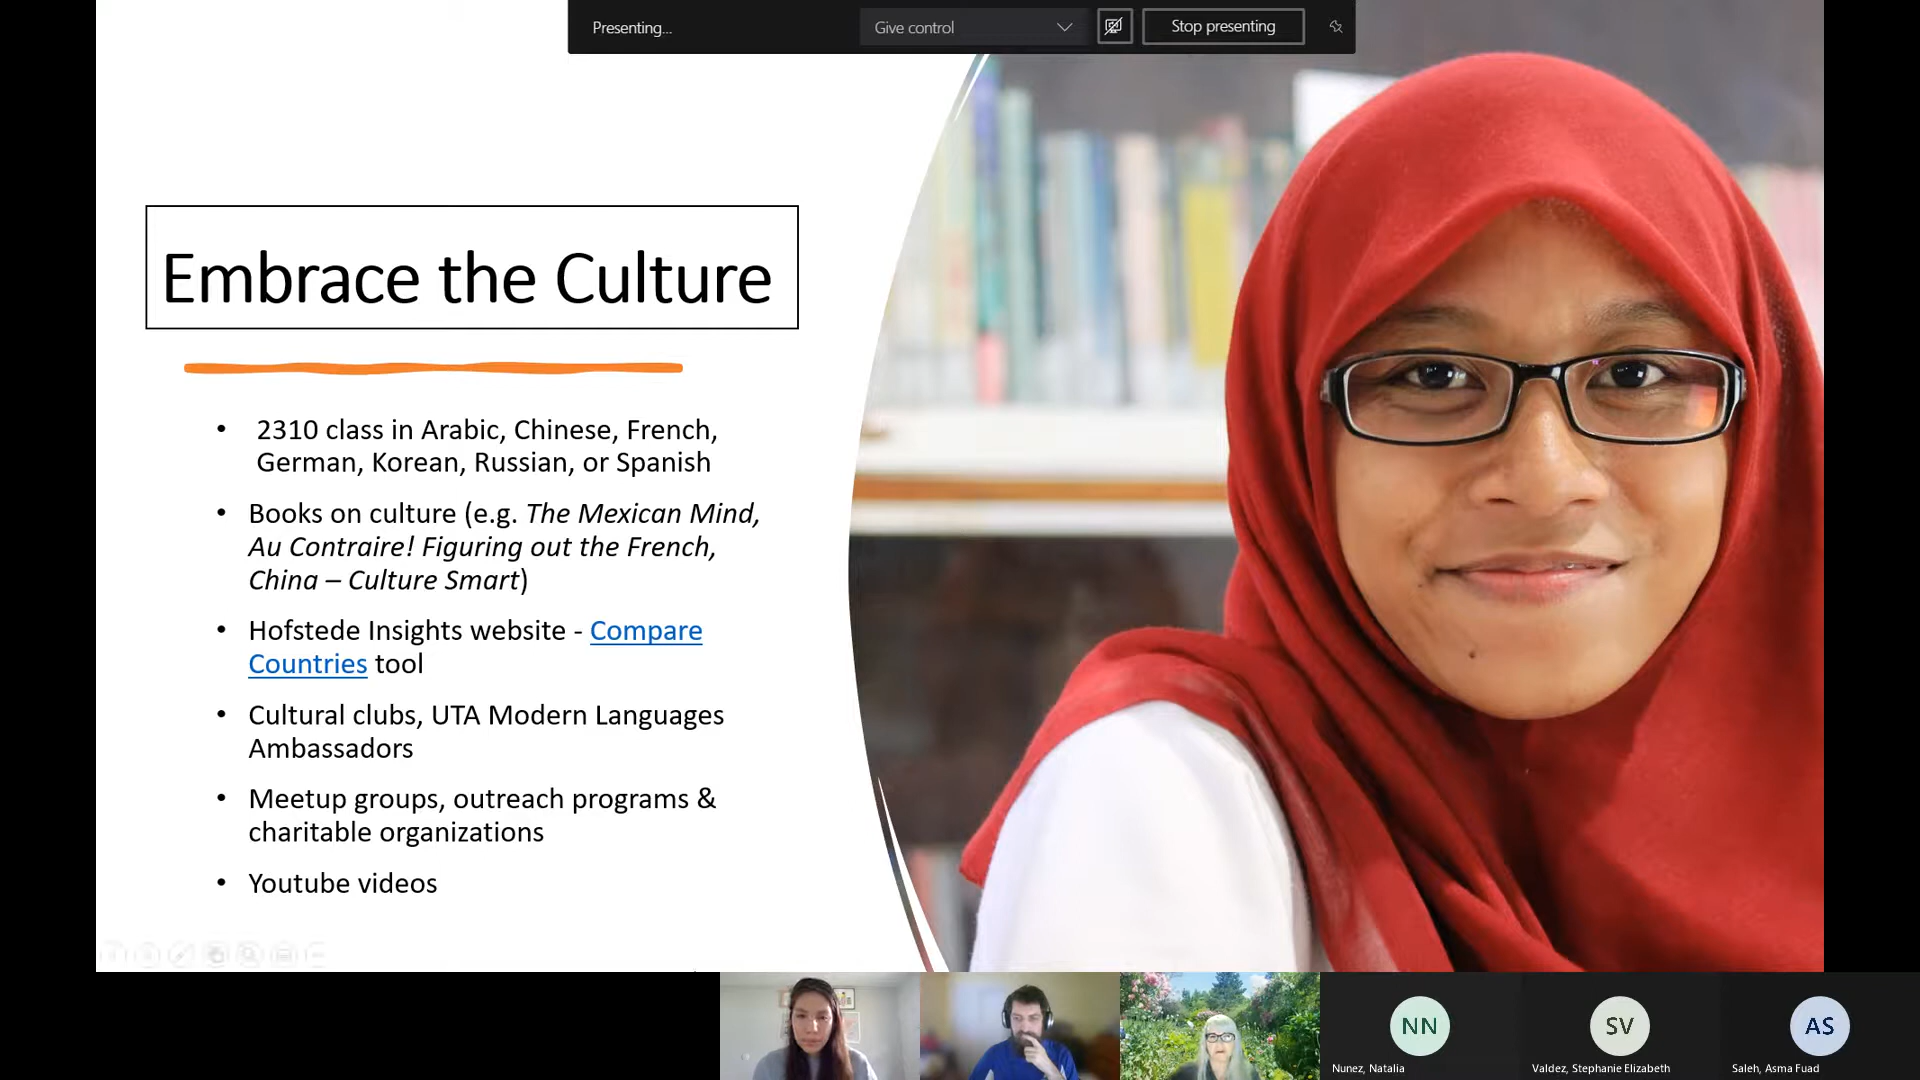 Presenting...
Give control
Stop presenting
Embrace the Culture
• 2310 class in Arabic, Chinese, French,
German, Korean, Russian, or Spanish
• Books on culture (e.g. The Mexican Mind,
Au Contraire! Figuring out the French,
China – Culture Smart)
• Hofstede Insights website - Compare
Countries tool
• Cultural clubs, UTA Modern Languages
Ambassadors
• Meetup groups, outreach programs &
charitable organizations
• Youtube videos
NN
SV
AS
Nunez, Natalia
Valdez, Stephanie Elizabeth
Saleh, Asma Fuad